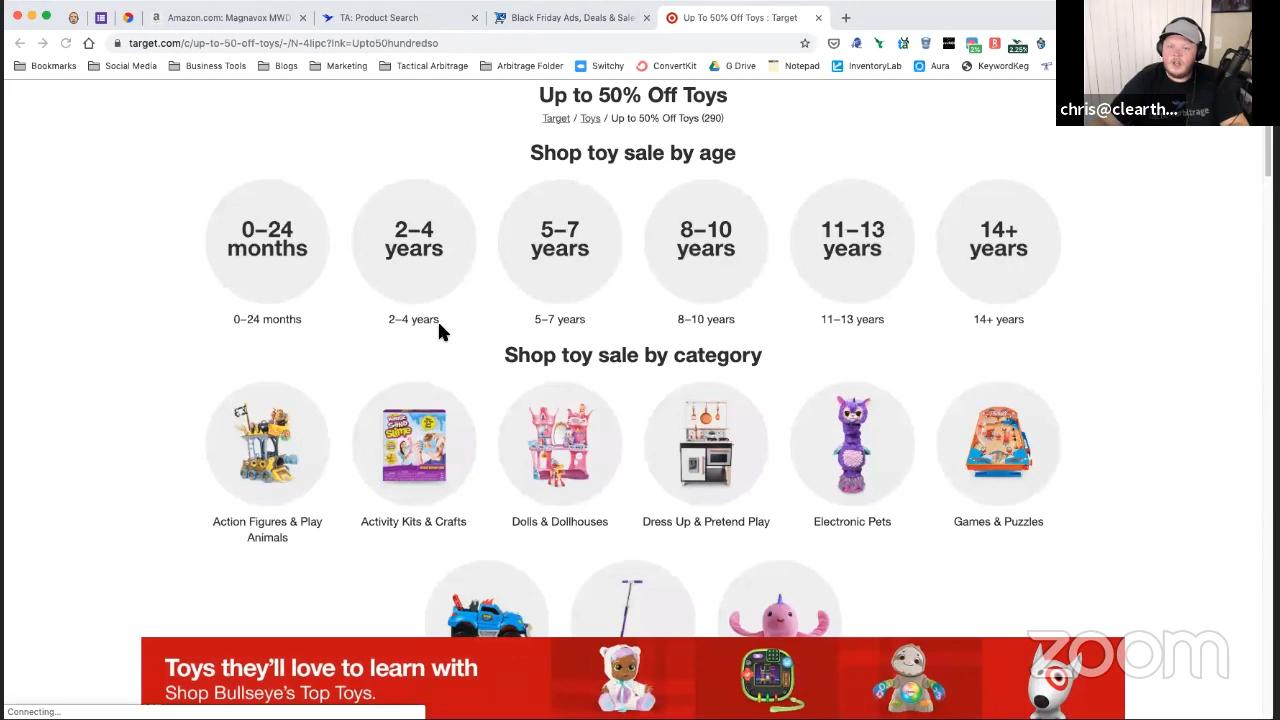 Amazon.com: Magnavox MWD
TA: Product Search
Black Friday Ads, Deals & Sale
Up To 50% Off Toys : Target
target.com/c/up-to-50-off-toy/-/N-4lipc?lnk=Upto50hundredso
2%
R
2.25%
Bookmarks
Social Media
Business Tools
Blogs
Marketing
Tactical Arbitrage
Arbitrage Folder
Switchy
ConvertKit
G Drive
Notepad
InventoryLab
Aura
KeywordKeg
chris@clearth...
Up to 50% Off Toys
Target / Toys / Up to 50% Off Toys (290)
Shop toy sale by age
0–24 months
2–4 years
5–7 years
8–10 years
11–13 years
14+ years
0–24 months
2–4 years
5–7 years
8–10 years
11–13 years
14+ years
Shop toy sale by category
Action Figures & Play Animals
Activity Kits & Crafts
Dolls & Dollhouses
Dress Up & Pretend Play
Electronic Pets
Games & Puzzles
Toys they'll love to learn with
Shop Bullseye's Top Toys.
zoom
Connecting...